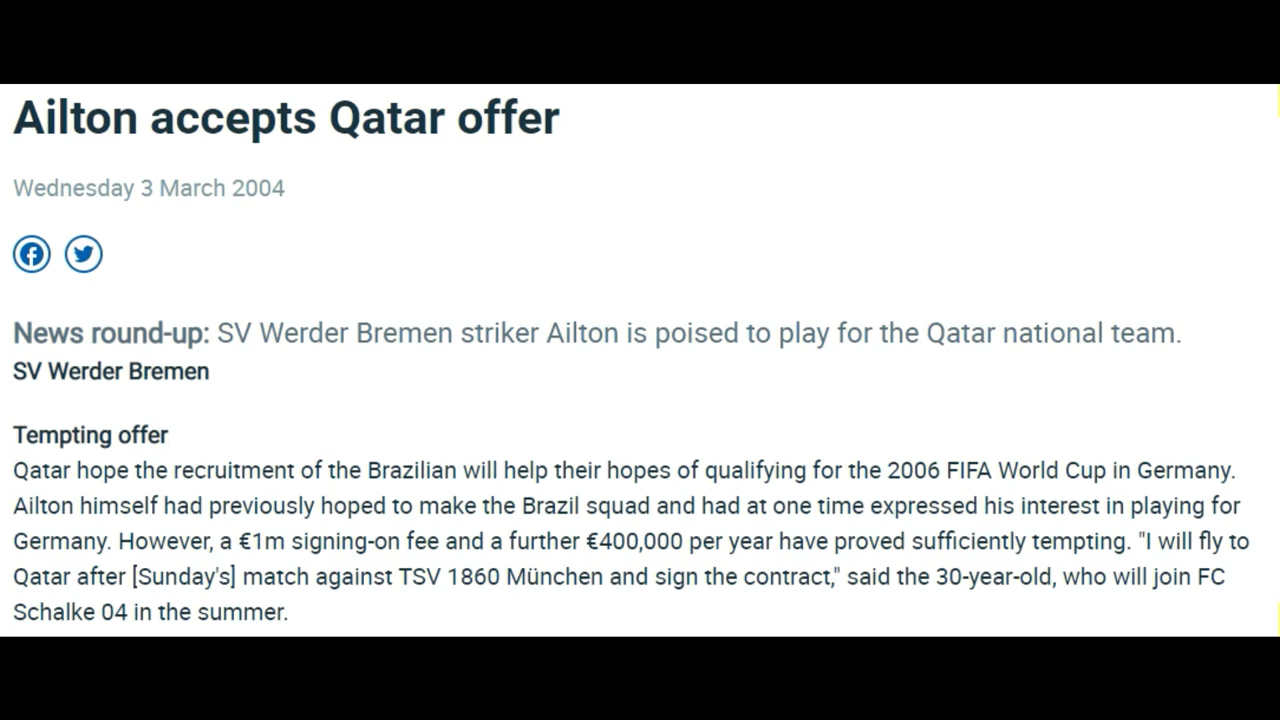 Ailton accepts Qatar offer
Wednesday 3 March 2004
News round-up: SV Werder Bremen striker Ailton is poised to play for the Qatar national team.
SV Werder Bremen
Tempting offer
Qatar hope the recruitment of the Brazilian will help their hopes of qualifying for the 2006 FIFA World Cup in Germany.
Ailton himself had previously hoped to make the Brazil squad and had at one time expressed his interest in playing for
Germany. However, a €1m signing-on fee and a further €400,000 per year have proved sufficiently tempting. "I will fly to
Qatar after [Sunday's] match against TSV 1860 München and sign the contract," said the 30-year-old, who will join FC
Schalke 04 in the summer.